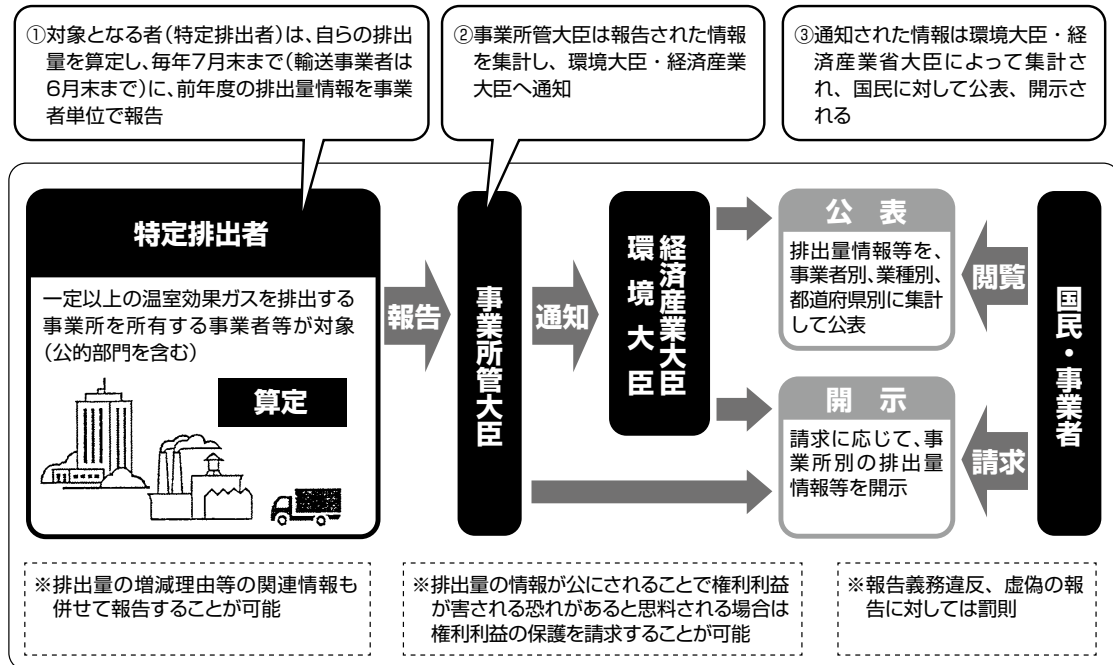 ①対象となる者(特定排出者)は、自らの排出
量を算定し、毎年7月末まで(輸送事業者は
6月末まで)に、前年度の排出量情報を事業
者単位で報告
②事業所管大臣は報告された情報
を集計し、環境大臣・経済産業
大臣へ通知
③通知された情報は環境大臣・経
済産業省大臣によって集計さ
れ、国民に対して公表、開示さ
れる
特定排出者
一定以上の温室効果ガスを排出する
事業所を所有する事業者等が対象
(公的部門を含む)
算定
報告
事業所管大臣
通知
経済産業大臣
環境大臣
公表
排出量情報等を、
事業者別、業種別、
都道府県別に集計
して公表
閲覧
開示
請求に応じて、事
業所別の排出量
情報等を開示
請求
国民・事業者
※排出量の増減理由等の関連情報も
併せて報告することが可能
※排出量の情報が公にされることで権利利益
が害される恐れがあると思料される場合は
権利利益の保護を請求することが可能
※報告義務違反、虚偽の報
告に対しては罰則